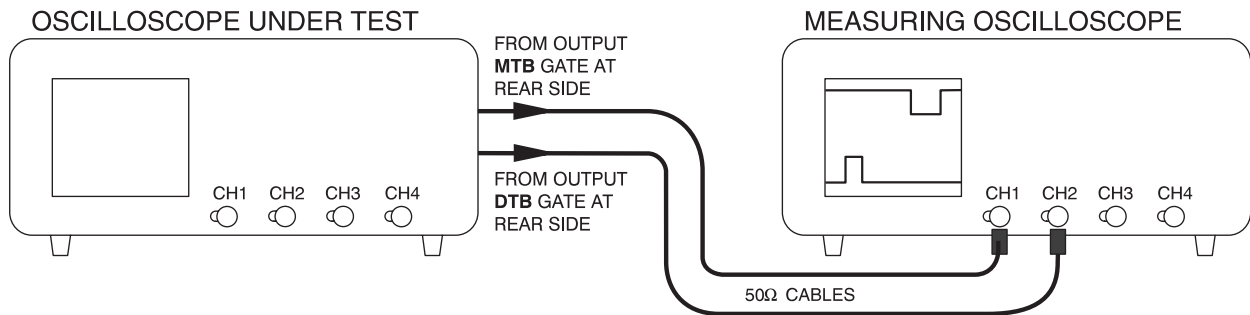 OSCILLOSCOPE UNDER TEST
MEASURING OSCILLOSCOPE
FROM OUTPUT
MTB GATE AT
REAR SIDE
FROM OUTPUT
DTB GATE AT
REAR SIDE
CH1 CH2 CH3 CH4
CH1 CH2 CH3 CH4
50Ω CABLES